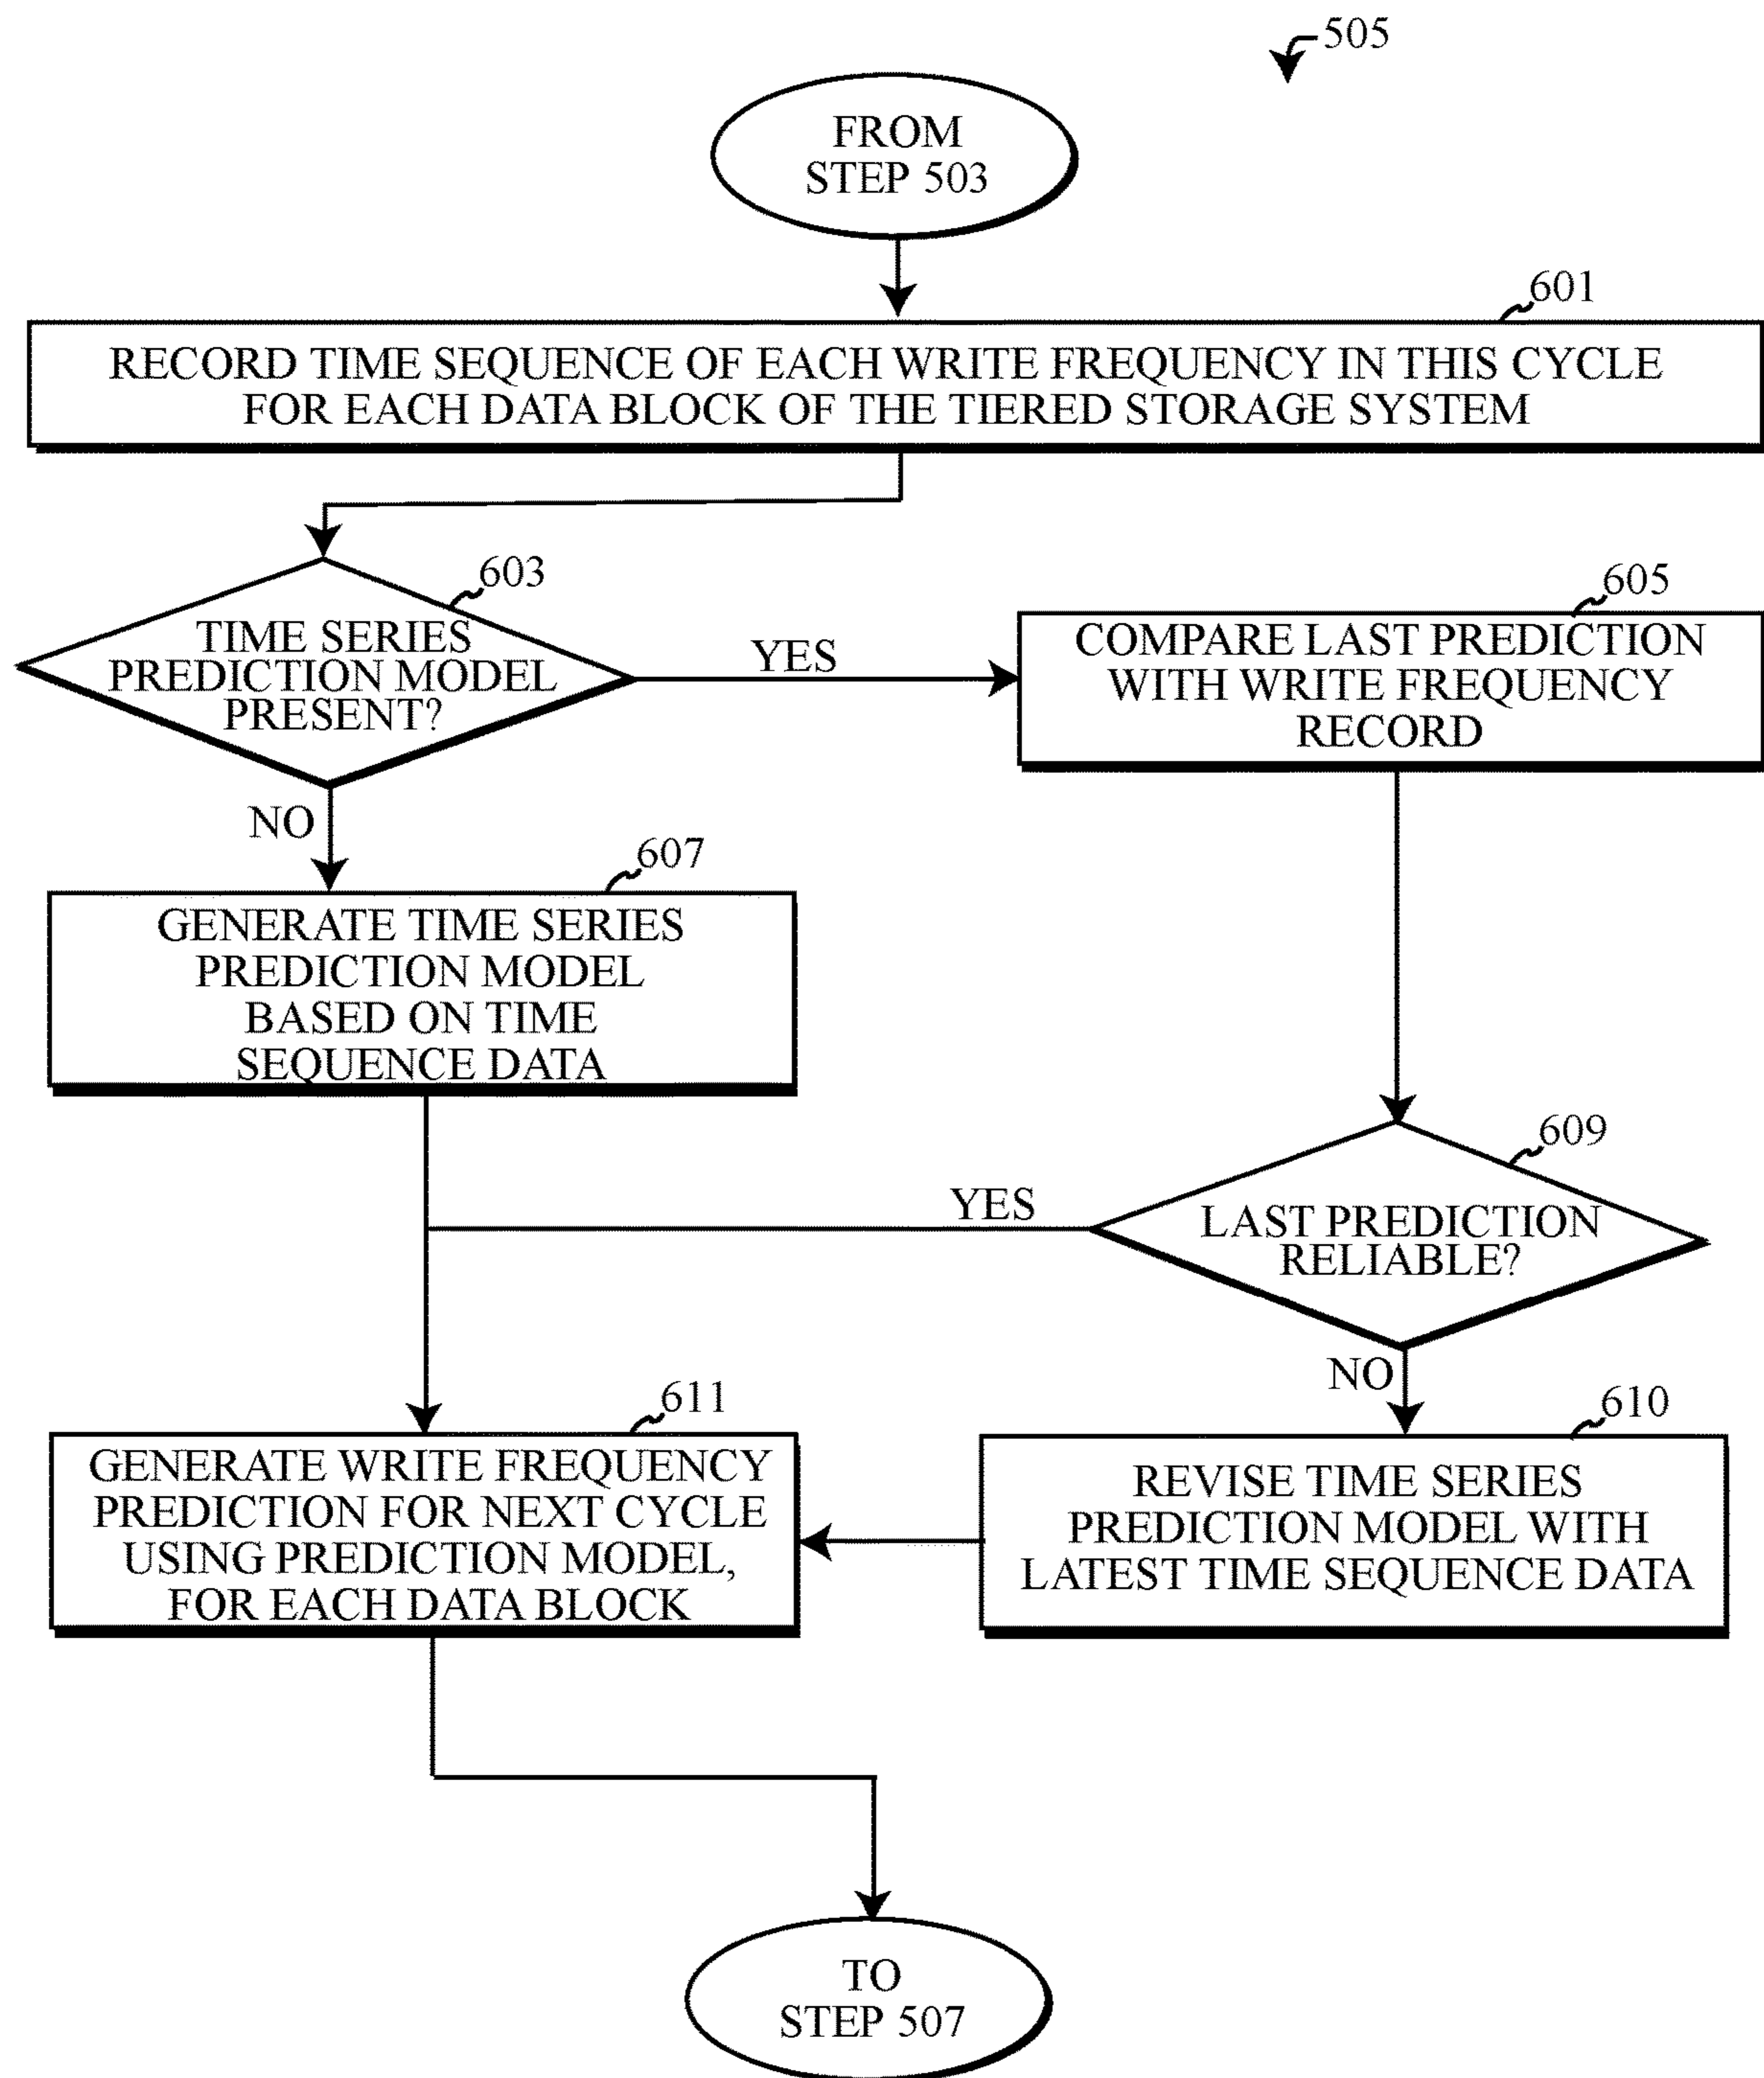 505
FROM
STEP 503
601
RECORD TIME SEQUENCE OF EACH WRITE FREQUENCY IN THIS CYCLE
FOR EACH DATA BLOCK OF THE TIERED STORAGE SYSTEM
603
TIME SERIES
PREDICTION MODEL
PRESENT?
YES
605
COMPARE LAST PREDICTION
WITH WRITE FREQUENCY
RECORD
NO
607
GENERATE TIME SERIES
PREDICTION MODEL
BASED ON TIME
SEQUENCE DATA
609
LAST PREDICTION
RELIABLE?
YES
NO
610
REVISE TIME SERIES
PREDICTION MODEL WITH
LATEST TIME SEQUENCE DATA
611
GENERATE WRITE FREQUENCY
PREDICTION FOR NEXT CYCLE
USING PREDICTION MODEL,
FOR EACH DATA BLOCK
TO
STEP 507